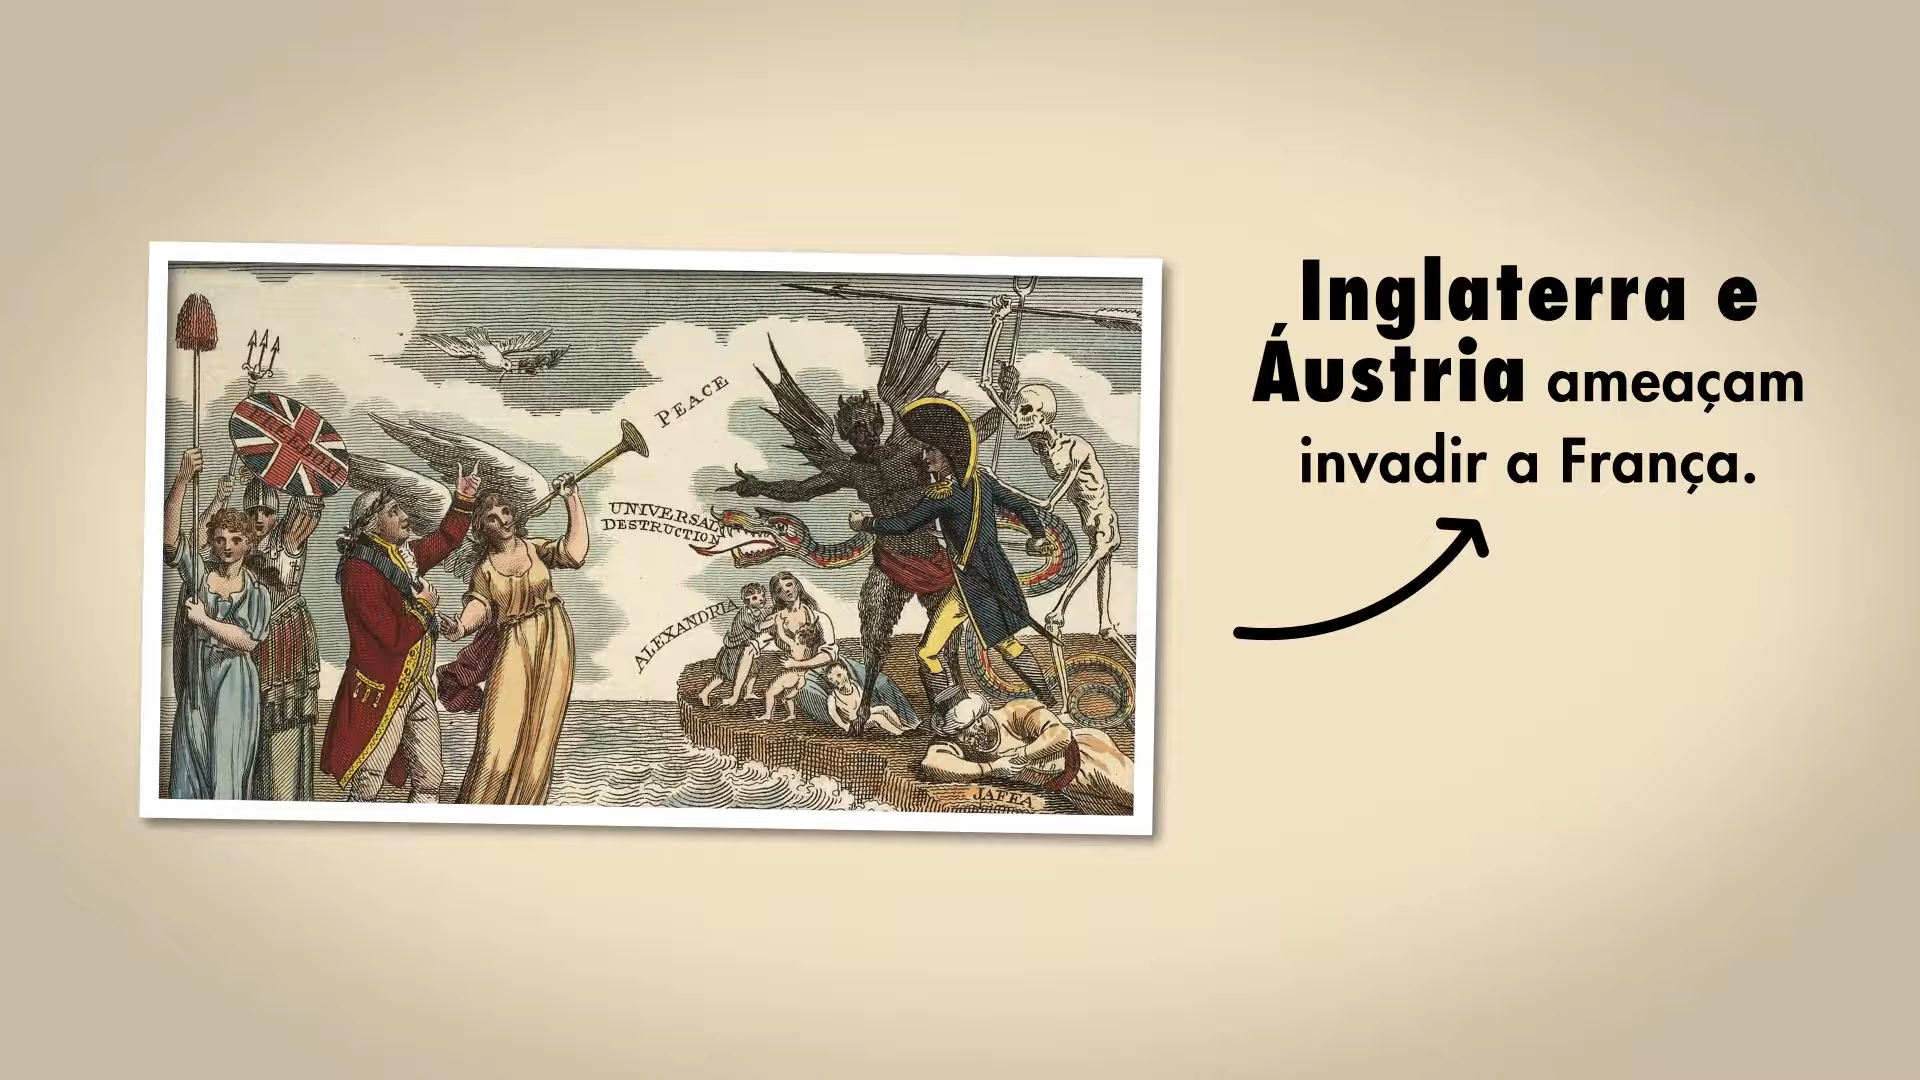 PEACE
UNIVERSAL
DESTRUCTION
ALEXANDRIA
JAFFA
Inglaterra e
Áustria ameaçam
invadir a França.